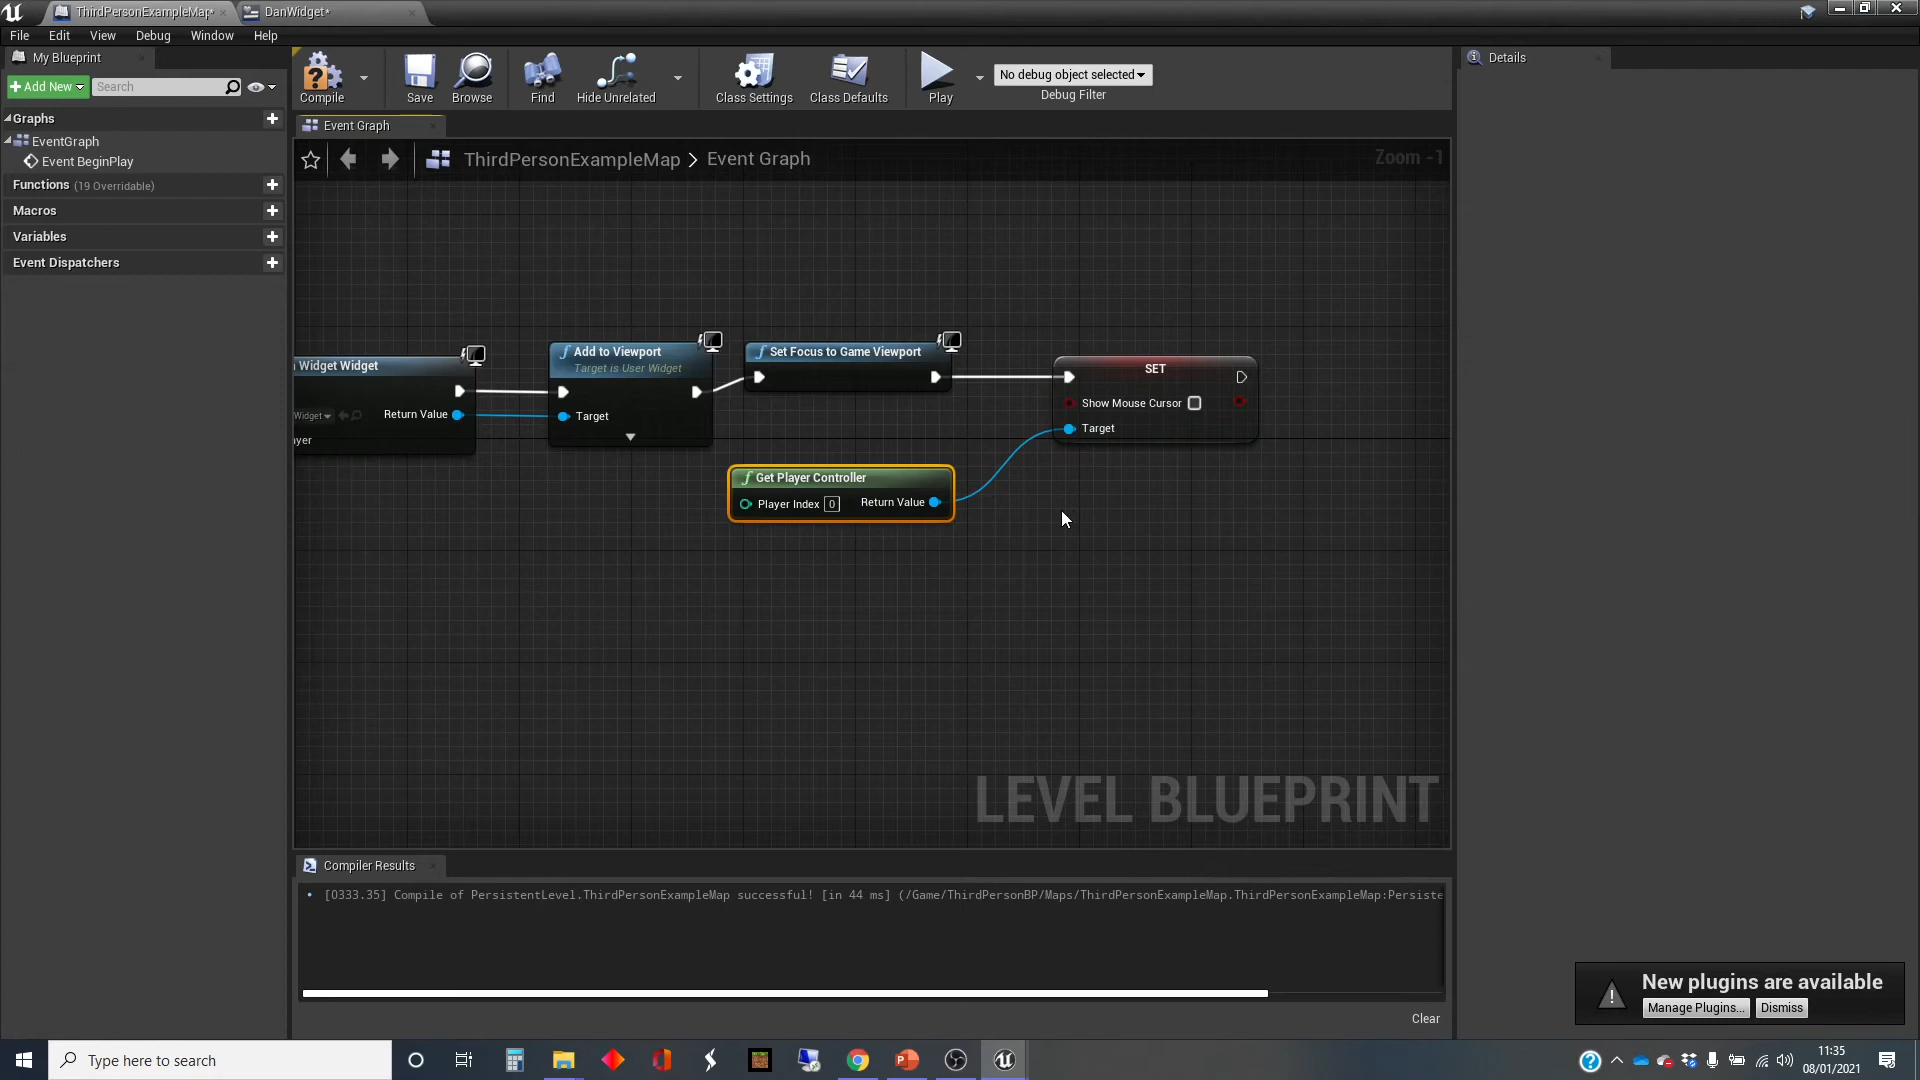 ThirdPersonExampleMap*
DanWidget*
File Edit View Debug Window Help
My Blueprint
Add New
Search
Compile
Save
Browse
Find
Hide Unrelated
Class Settings
Class Defaults
Play
No debug object selected
Debug Filter
Details
Graphs
EventGraph
Event BeginPlay
Functions (19 Overridable)
Macros
Variables
Event Dispatchers
Event Graph
ThirdPersonExampleMap > Event Graph
Zoom -1
Widget Widget
Return Value
Add to Viewport
Target is User Widget
Target
Set Focus to Game Viewport
SET
Show Mouse Cursor
Target
Get Player Controller
Player Index 0 Return Value
LEVEL BLUEPRINT
Compiler Results
[0333.35] Compile of PersistentLevel.ThirdPersonExampleMap successful! [in 44 ms] (/Game/ThirdPersonBP/Maps/ThirdPersonExampleMap.ThirdPersonExampleMap:Persiste
Clear
New plugins are available
Manage Plugins...
Dismiss
Type here to search
11:35
08/01/2021